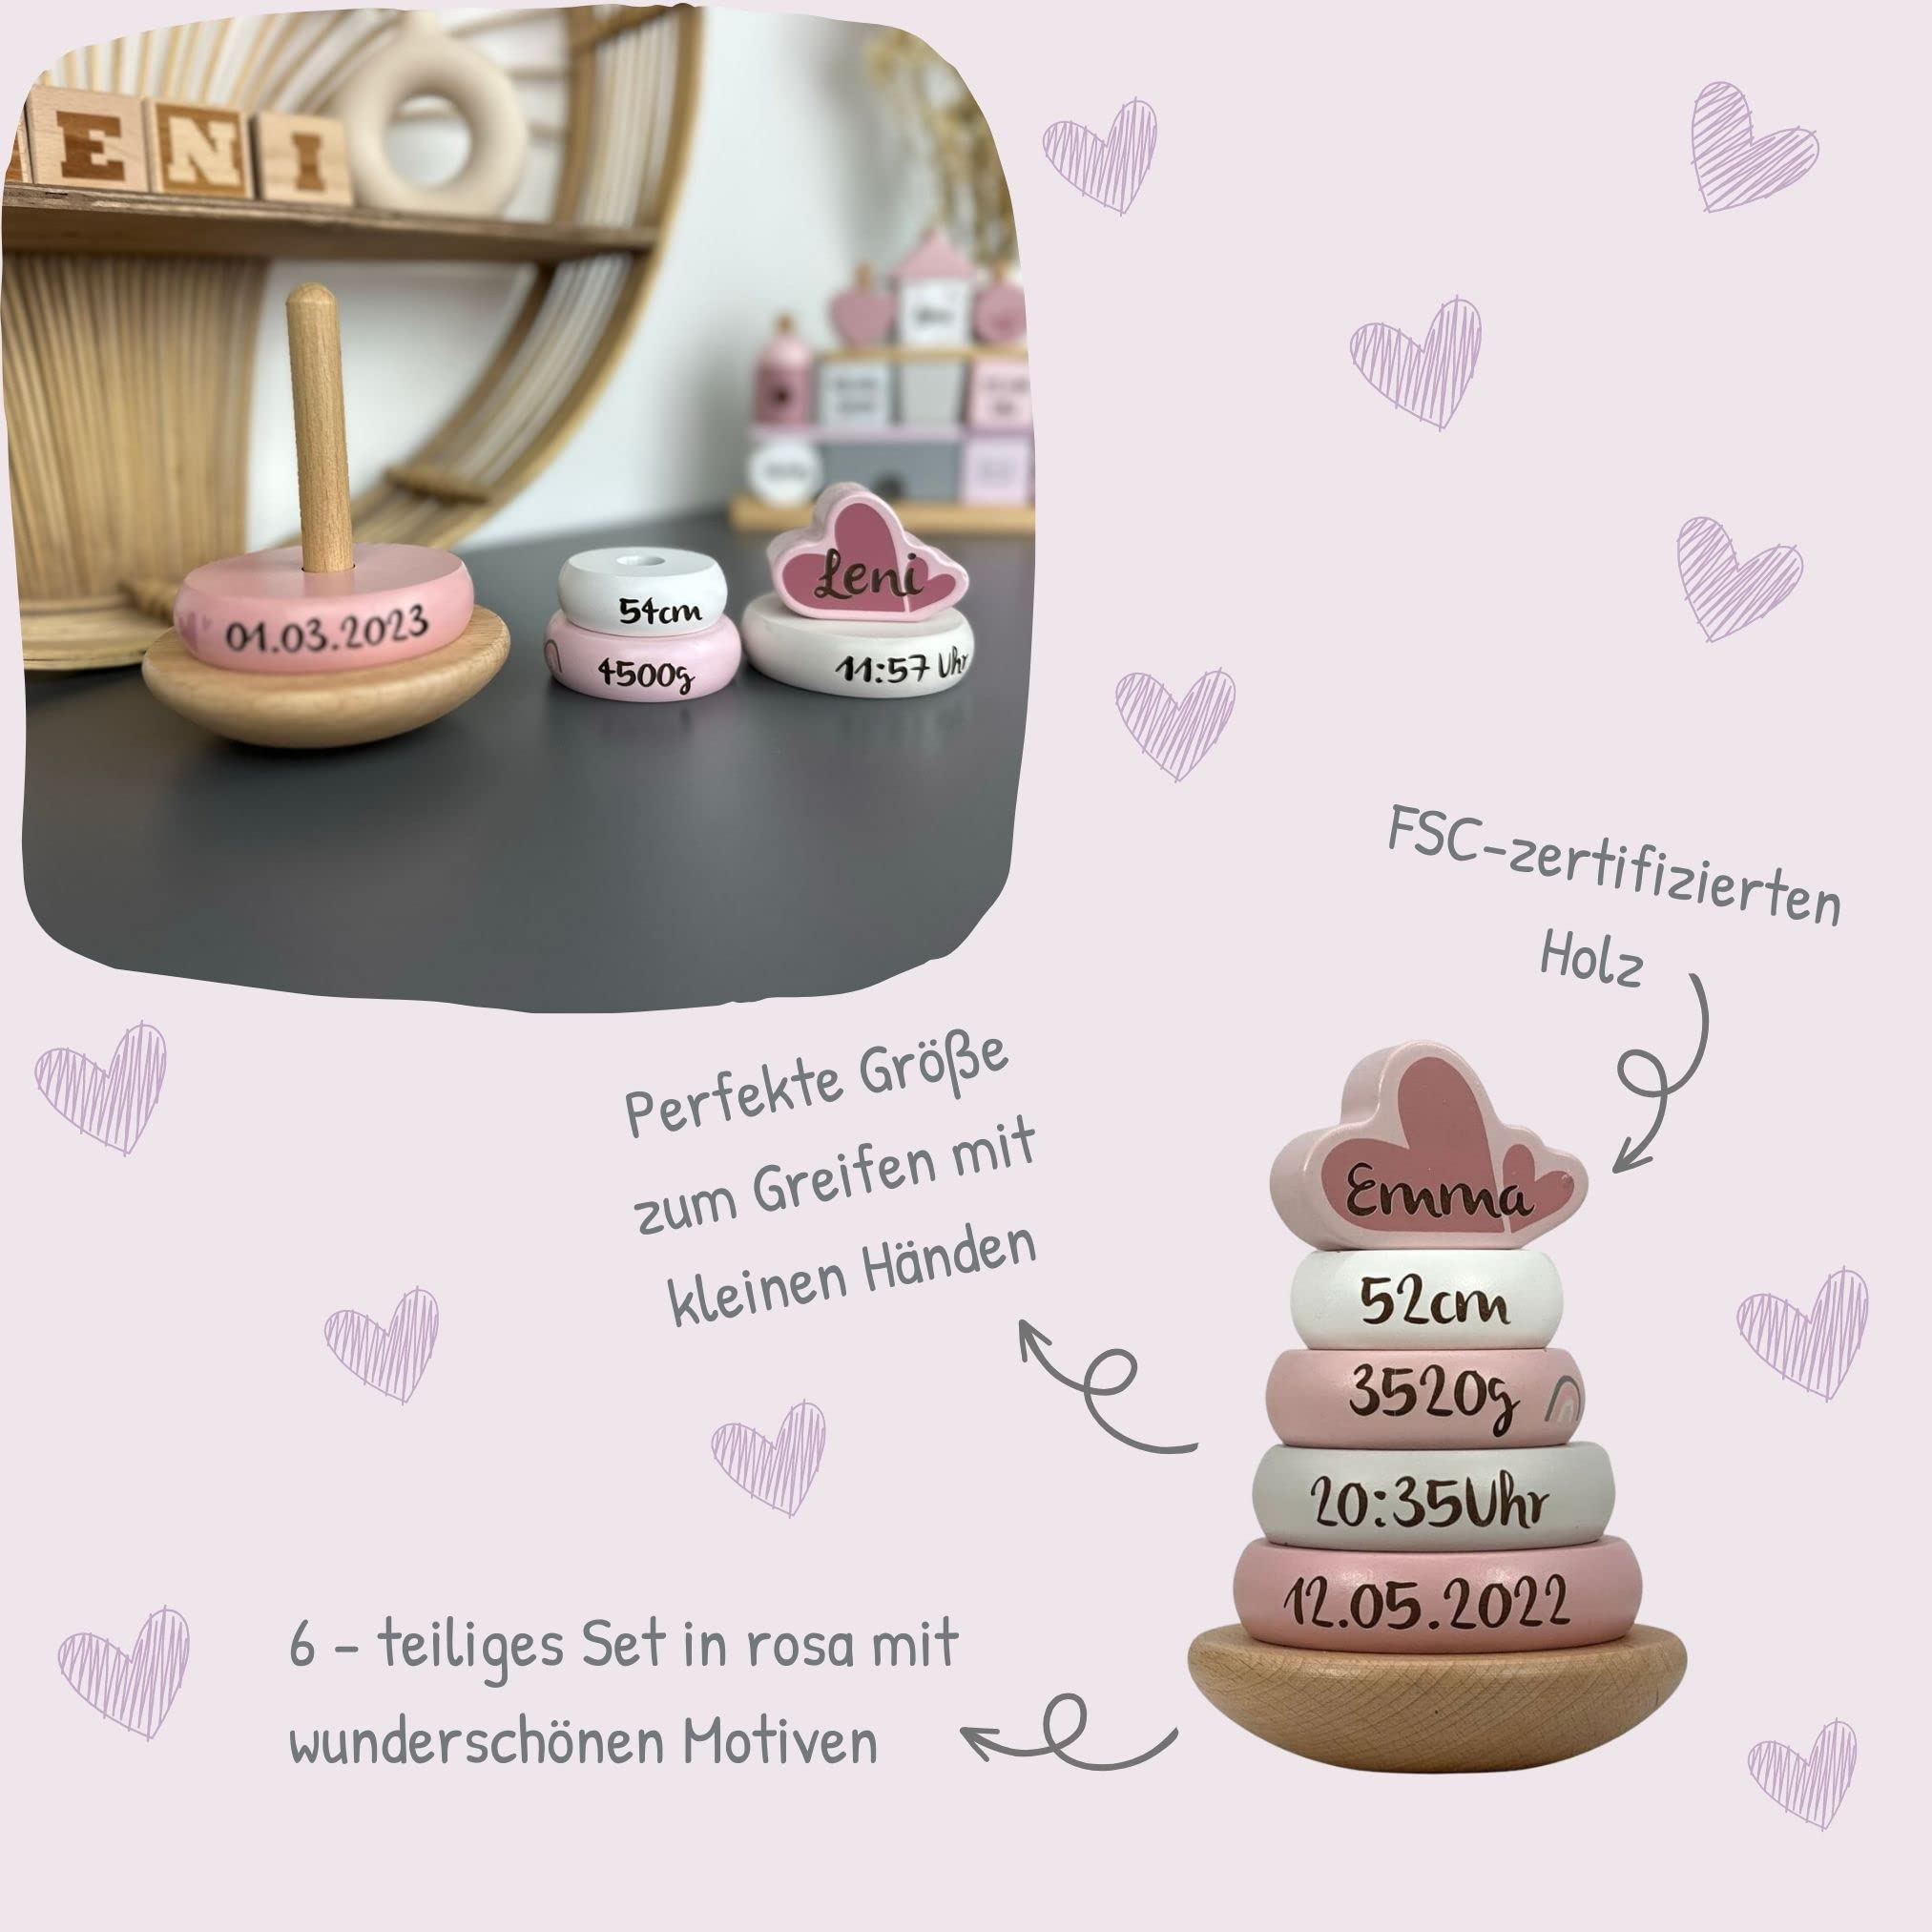 ENI
01.03.2023
54cm
4500g
Leni
11:57 Uhr
FSC-zertifizierten
Holz
Perfekte Größe
zum Greifen mit
kleinen Händen
Emma
52cm
3520g
20:35Uhr
12.05.2022
6 - teiliges Set in rosa mit
wunderschönen Motiven